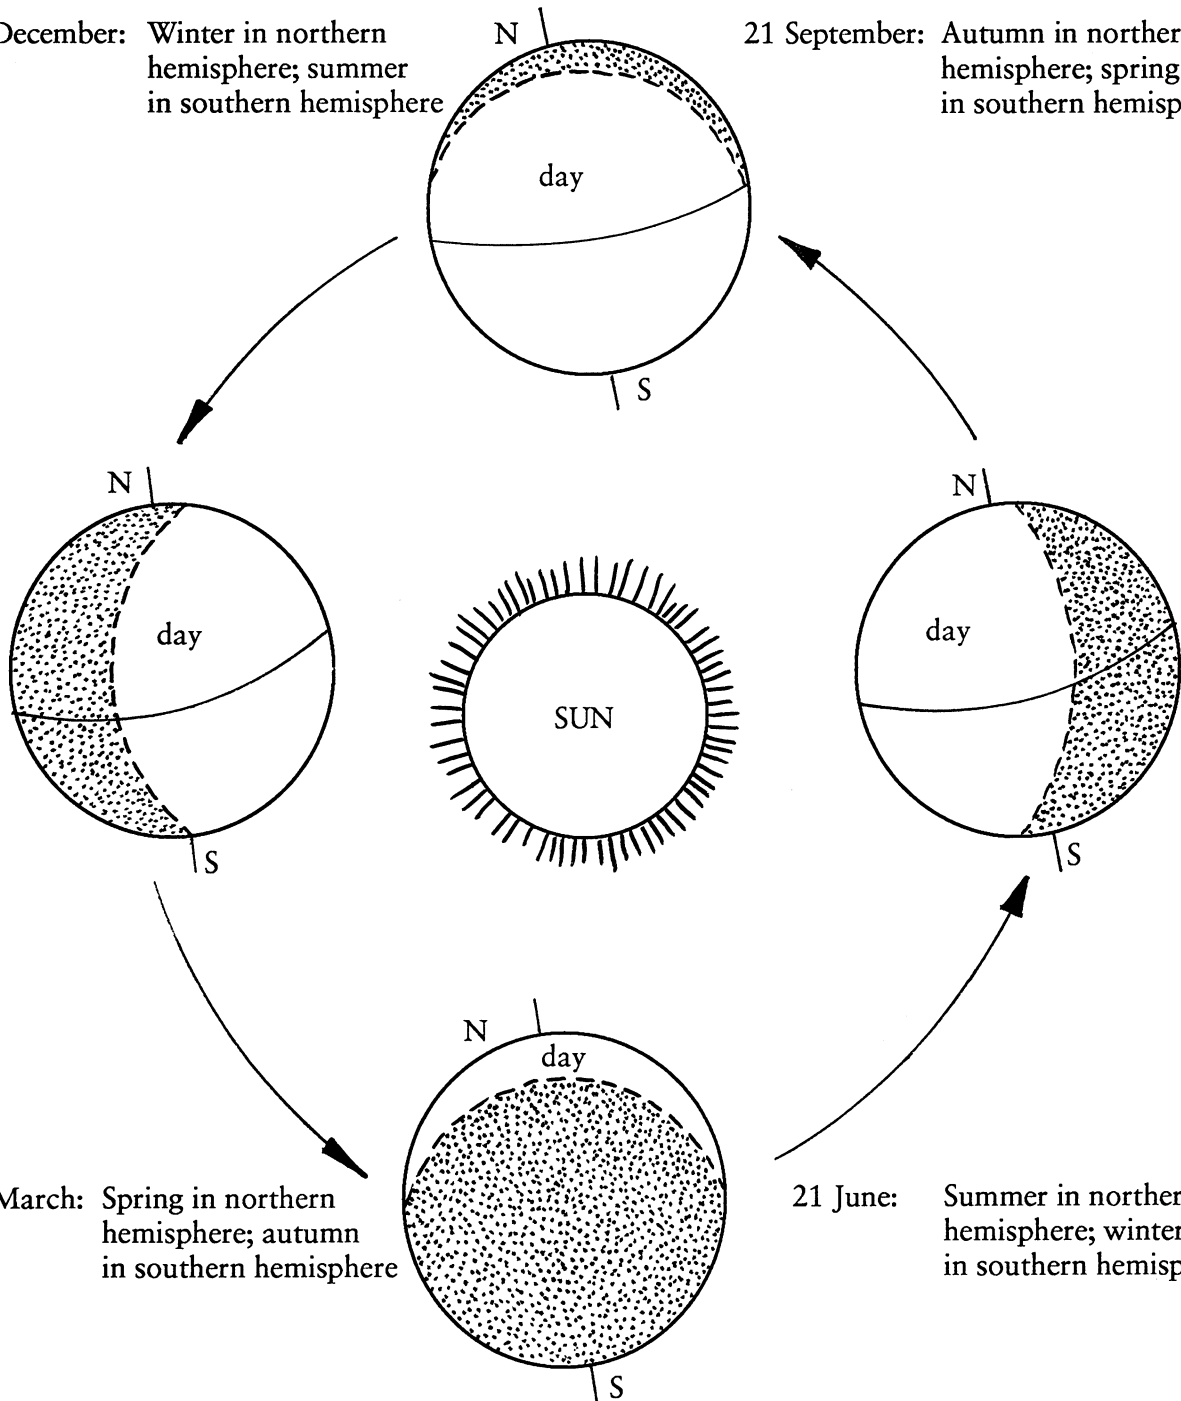 December: Winter in northern
hemisphere; summer
in southern hemisphere
N
21 September: Autumn in norther
hemisphere; spring
in southern hemisp
day
S
N
day
S
SUN
N
day
S
N
day
S
March: Spring in northern
hemisphere; autumn
in southern hemisphere
21 June: Summer in norther
hemisphere; winter
in southern hemisp